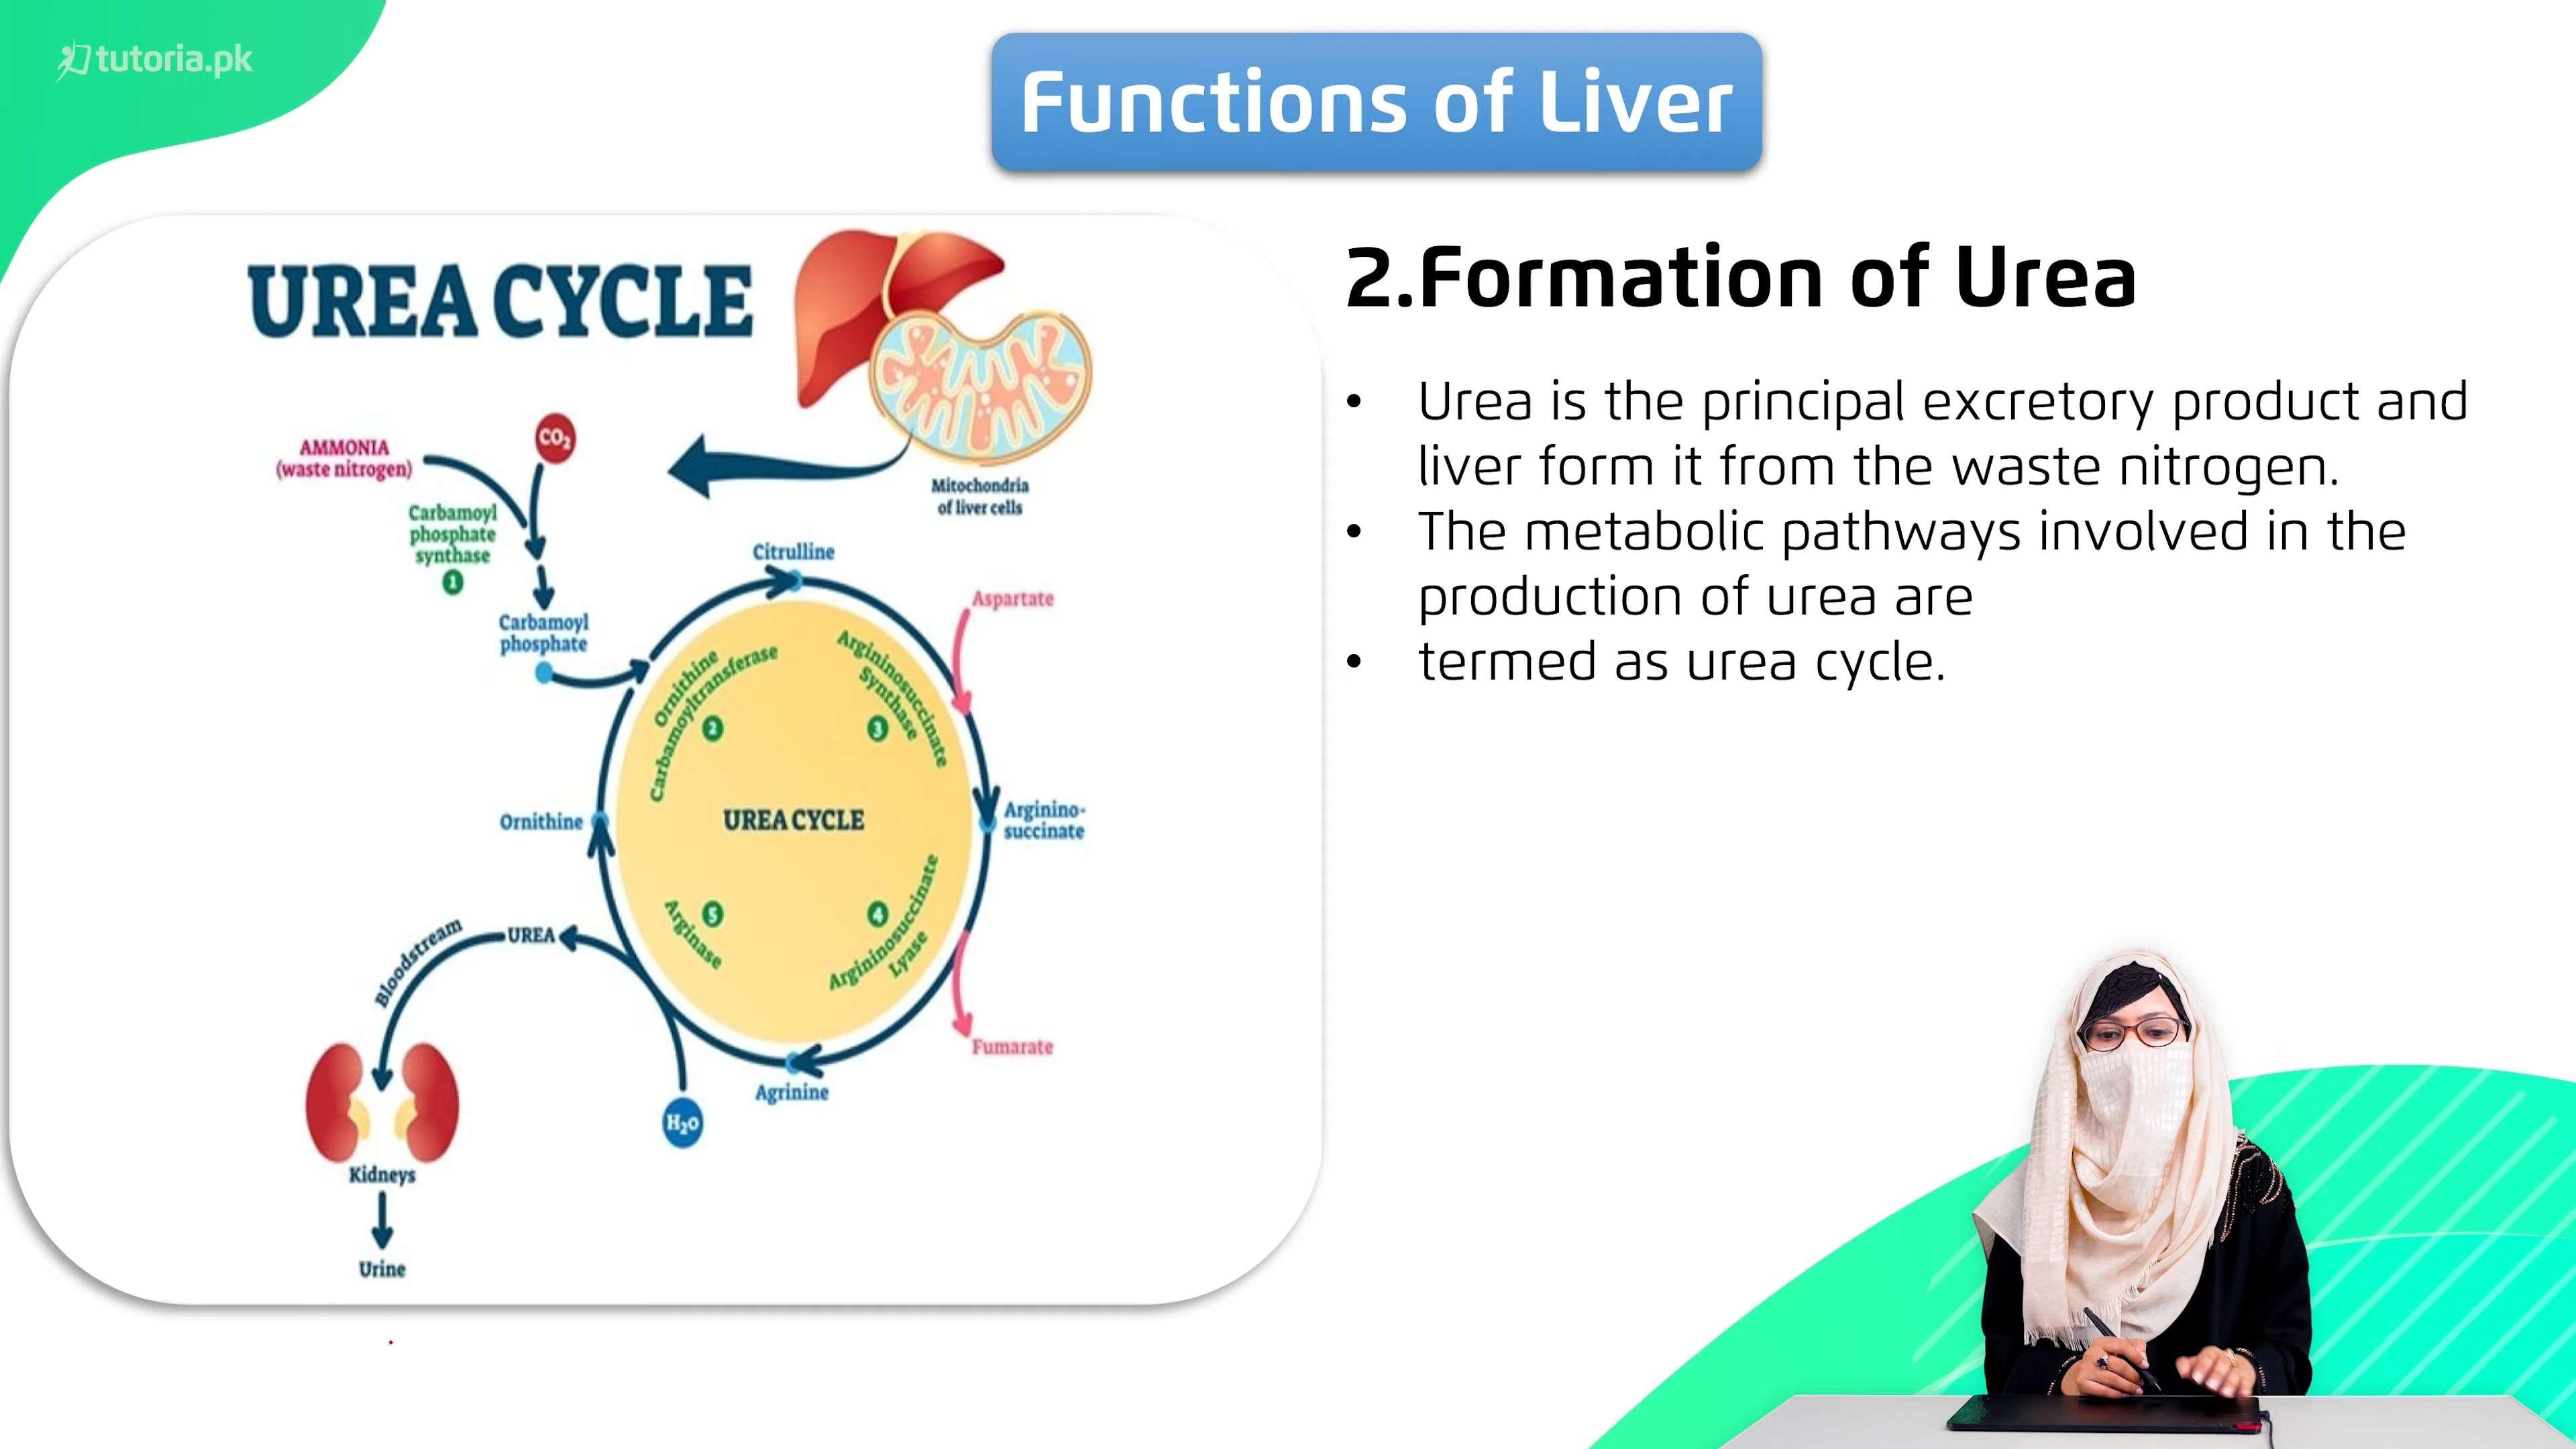 tutoria.pk
Functions of Liver
UREA CYCLE
AMMONIA
(waste nitrogen)
CO₂
Carbamoyl
phosphate
synthase
1
Carbamoyl
phosphate
Mitochondria
of liver cells
Citrulline
Aspartate
Ornithine
Carbamoyltransferase
2
Argininosuccinate
Synthase
3
UREA CYCLE
Ornithine
Arginino-
succinate
5
Arginase
4
Argininosuccinate
Lyase
UREA
Bloodstream
Fumarate
Agrinine
H₂O
Kidneys
Urine
2.Formation of Urea
• Urea is the principal excretory product and
liver form it from the waste nitrogen.
• The metabolic pathways involved in the
production of urea are
• termed as urea cycle.